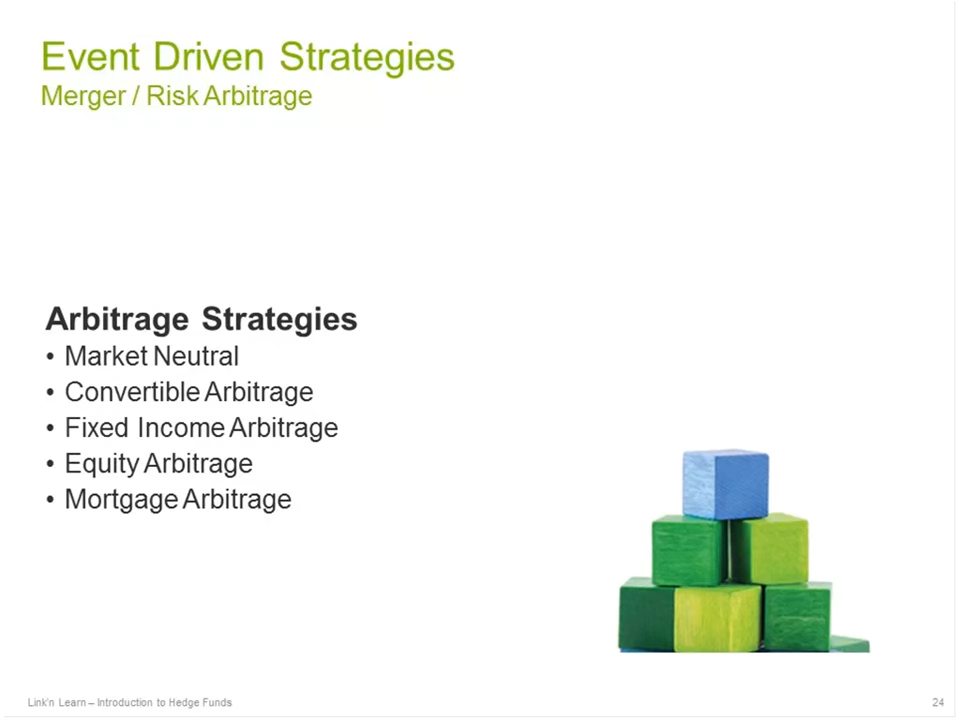 Event Driven Strategies
Merger / Risk Arbitrage
Arbitrage Strategies
• Market Neutral
• Convertible Arbitrage
• Fixed Income Arbitrage
• Equity Arbitrage
• Mortgage Arbitrage
Link'n Learn – Introduction to Hedge Funds
24